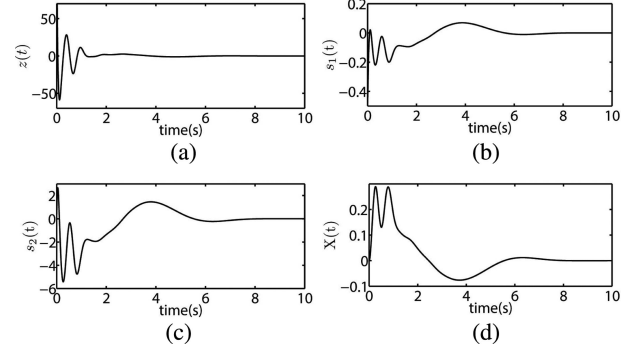 50
0
−50
z(t)
0 2 4 6 8 10
time(s)
(a)
0.2
0
−0.2
−0.4
s₁(t)
0 2 4 6 8 10
time(s)
(b)
2
0
−2
−4
−6
s₂(t)
0 2 4 6 8 10
time(s)
(c)
0.2
0.1
0
−0.1
X(t)
0 2 4 6 8 10
time(s)
(d)